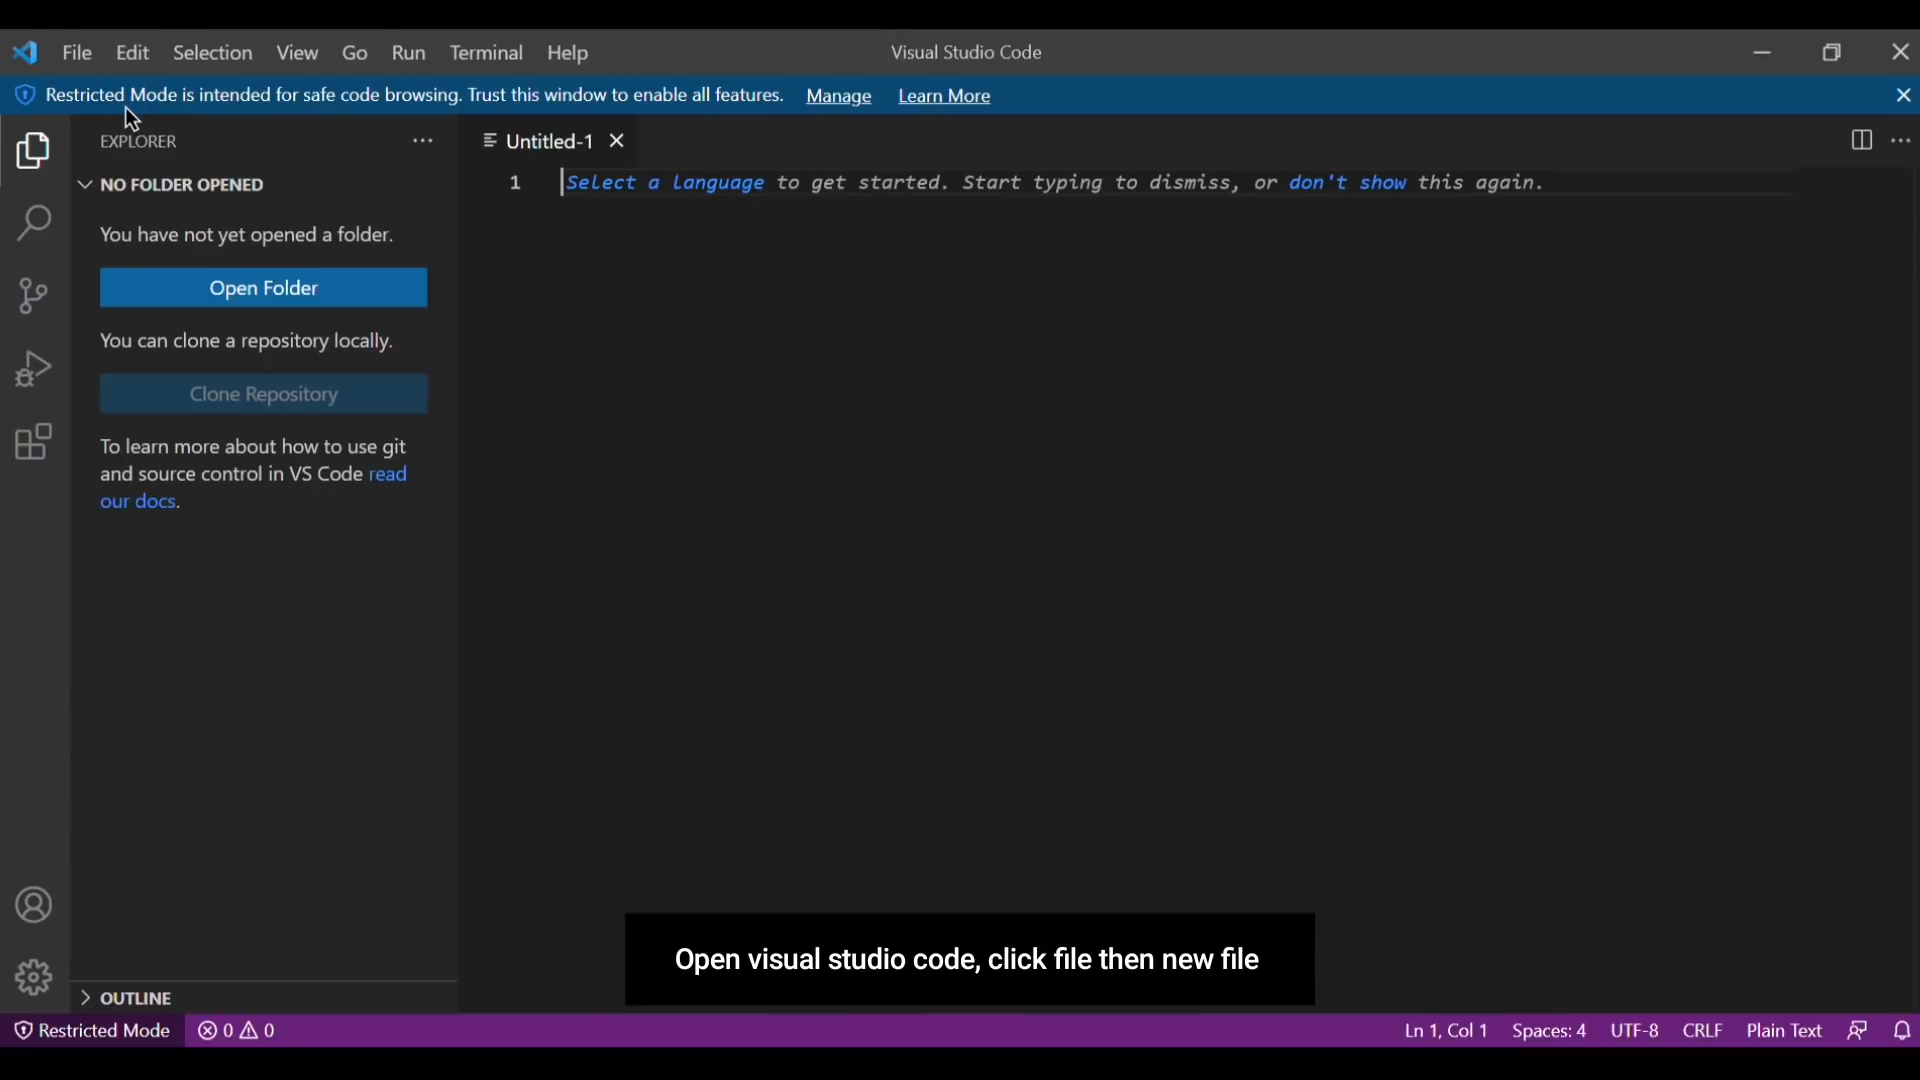 File Edit Selection View Go Run Terminal Help
Visual Studio Code
Restricted Mode is intended for safe code browsing. Trust this window to enable all features. Manage Learn More
EXPLORER
Untitled-1
NO FOLDER OPENED
1 Select a language to get started. Start typing to dismiss, or don't show this again.
You have not yet opened a folder.
Open Folder
You can clone a repository locally.
Clone Repository
To learn more about how to use git
and source control in VS Code read
our docs.
Open visual studio code, click file then new file
OUTLINE
Restricted Mode 0 0 Ln 1, Col 1 Spaces: 4 UTF-8 CRLF Plain Text